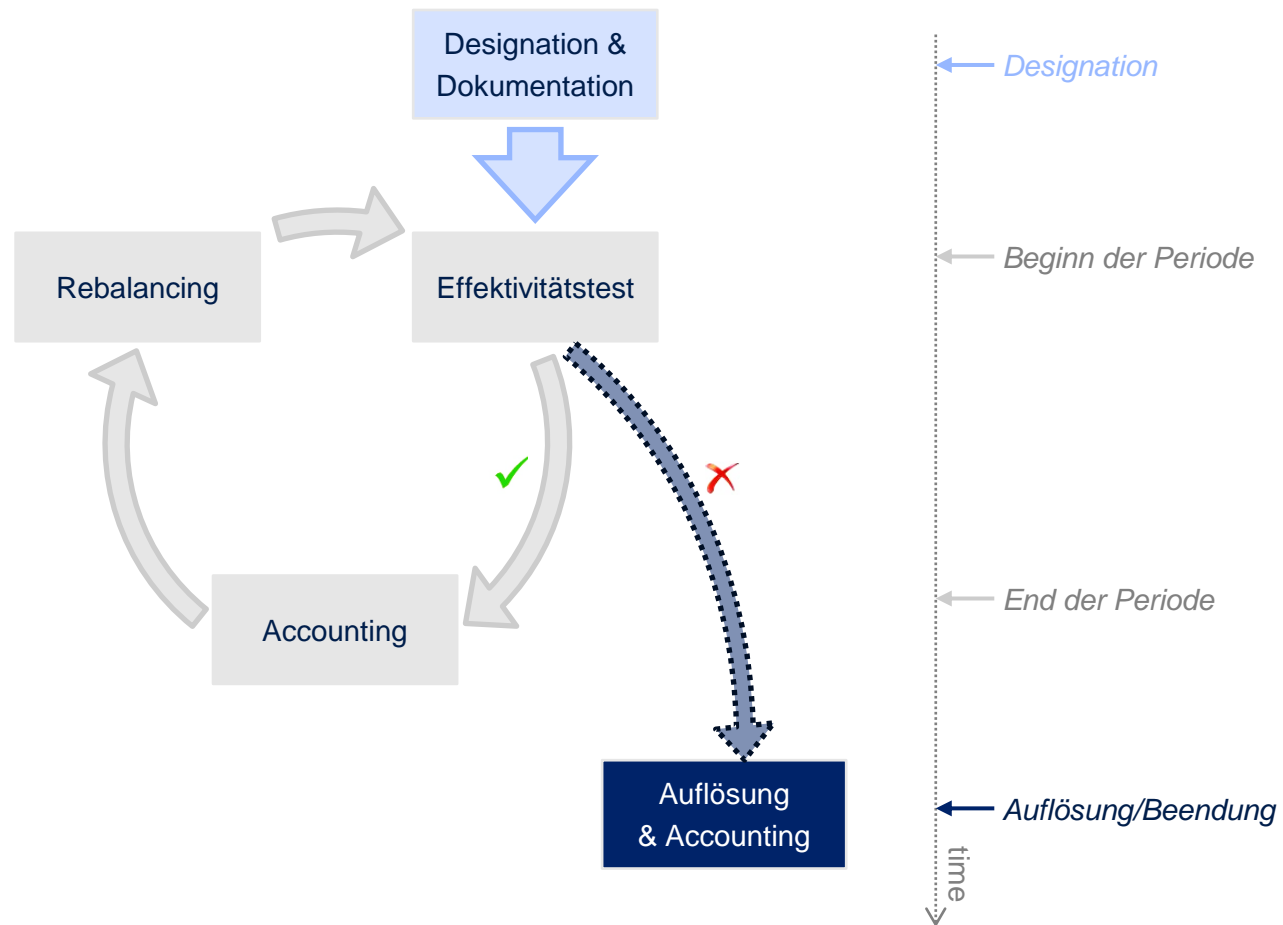 Designation &
Dokumentation
Designation
Rebalancing
Effektivitätstest
Beginn der Periode
Accounting
End der Periode
Auflösung
& Accounting
Auflösung/Beendung
time